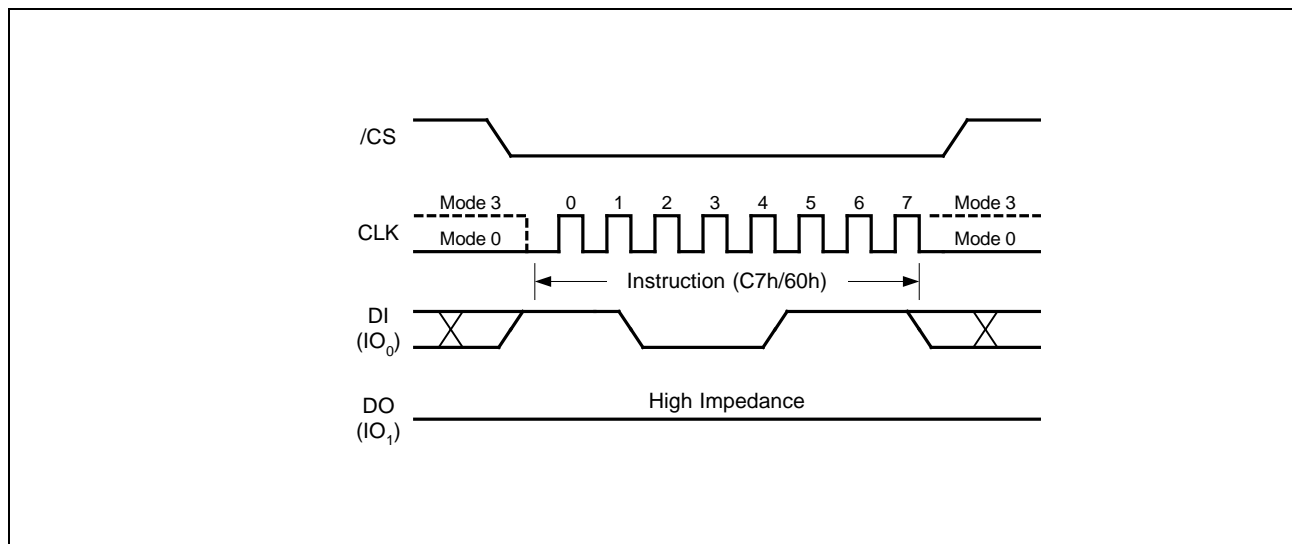 /CS
Mode 3 0 1 2 3 4 5 6 7 Mode 3
CLK
Mode 0 Mode 0
Instruction (C7h/60h)
DI
(IO0)
High Impedance
DO
(IO1)